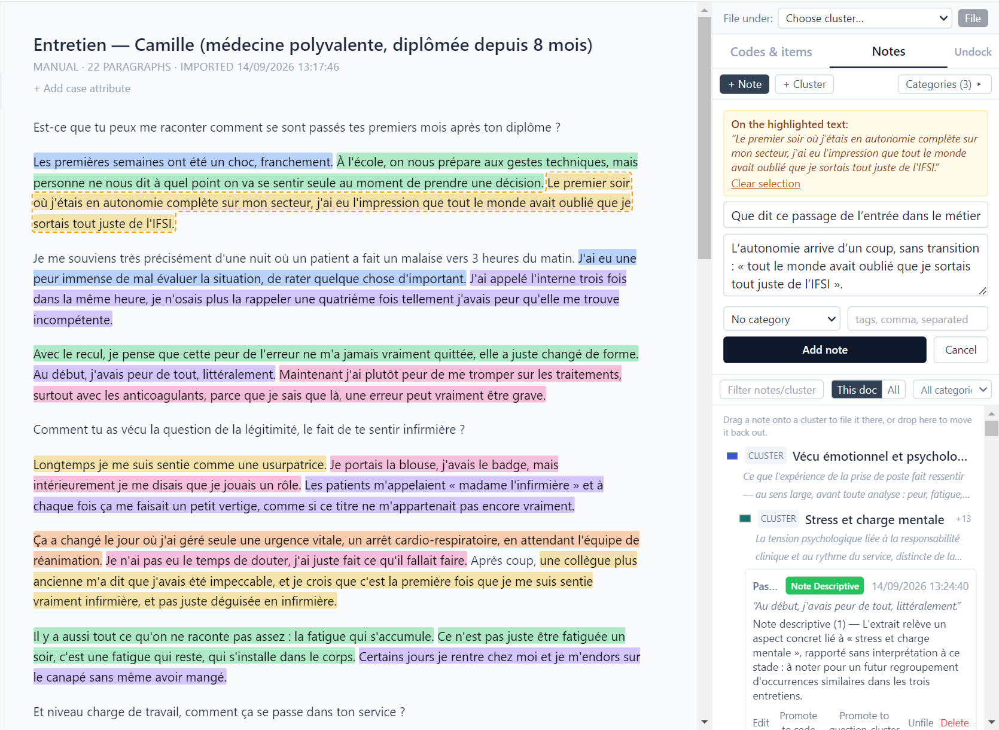 Entretien — Camille (médecine polyvalente, diplômée depuis 8 mois)
MANUAL · 22 PARAGRAPHS · IMPORTED 14/09/2026 13:17:46
+ Add case attribute
Est-ce que tu peux me raconter comment se sont passés tes premiers mois après ton diplôme ?
Les premières semaines ont été un choc, franchement. À l'école, on nous prépare aux gestes techniques, mais
personne ne nous dit à quel point on va se sentir seule au moment de prendre une décision. Le premier soir
où j'étais en autonomie complète sur mon secteur, j'ai eu l'impression que tout le monde avait oublié que je
sortais tout juste de l'IFSI.
Je me souviens très précisément d'une nuit où un patient a fait un malaise vers 3 heures du matin. J'ai eu une
peur immense de mal évaluer la situation, de rater quelque chose d'important. J'ai appelé l'interne trois fois
dans la même heure, je n'osais plus la rappeler une quatrième fois tellement j'avais peur qu'elle me trouve
incompétente.
Avec le recul, je pense que cette peur de l'erreur ne m'a jamais vraiment quittée, elle a juste changé de forme.
Au début, j'avais peur de tout, littéralement. Maintenant j'ai plutôt peur de me tromper sur les traitements,
surtout avec les anticoagulants, parce que je sais que là, une erreur peut vraiment être grave.
Comment tu as vécu la question de la légitimité, le fait de te sentir infirmière ?
Longtemps je me suis sentie comme une usurpatrice. Je portais la blouse, j'avais le badge, mais
intérieurement je me disais que je jouais un rôle. Les patients m'appelaient « madame l'infirmière » et à
chaque fois ça me faisait un petit vertige, comme si ce titre ne m'appartenait pas encore vraiment.
Ça a changé le jour où j'ai géré seule une urgence vitale, un arrêt cardio-respiratoire, en attendant l'équipe de
réanimation. Je n'ai pas eu le temps de douter, j'ai juste fait ce qu'il fallait faire. Après coup, une collègue plus
ancienne m'a dit que j'avais été impeccable, et je crois que c'est la première fois que je me suis sentie
vraiment infirmière, et pas juste déguisée en infirmière.
Il y a aussi tout ce qu'on ne raconte pas assez : la fatigue qui s'accumule. Ce n'est pas juste être fatiguée un
soir, c'est une fatigue qui reste, qui s'installe dans le corps. Certains jours je rentre chez moi et je m'endors sur
le canapé sans même avoir mangé.
Et niveau charge de travail, comment ça se passe dans ton service ?
File under: Choose cluster... File
Codes & items Notes Undock
+ Note + Cluster Categories (3) ▸
On the highlighted text:
“Le premier soir où j'étais en autonomie complète sur
mon secteur, j'ai eu l'impression que tout le monde
avait oublié que je sortais tout juste de l'IFSI.”
Clear selection
Que dit ce passage de l’entrée dans le métier
L’autonomie arrive d’un coup, sans transition
: « tout le monde avait oublié que je sortais
tout juste de l’IFSI ».
No category tags, comma, separated
Add note Cancel
Filter notes/cluster This doc All All categori
Drag a note onto a cluster to file it there, or drop here to move
it back out.
CLUSTER Vécu émotionnel et psycholo...
Ce que l'expérience de la prise de poste fait ressentir
— au sens large, avant toute analyse : peur, fatigue,...
CLUSTER Stress et charge mentale +13
La tension psychologique liée à la responsabilité
clinique et au rythme du service, distincte de la...
Pas... Note Descriptive 14/09/2026 13:24:40
“Au début, j'avais peur de tout, littéralement.”
Note descriptive (1) — L'extrait relève un
aspect concret lié à « stress et charge
mentale », rapporté sans interprétation à ce
stade : à noter pour un futur regroupement
d'occurrences similaires dans les trois
entretiens.
Edit Promote to code Promote to question-cluster Unfile Delete